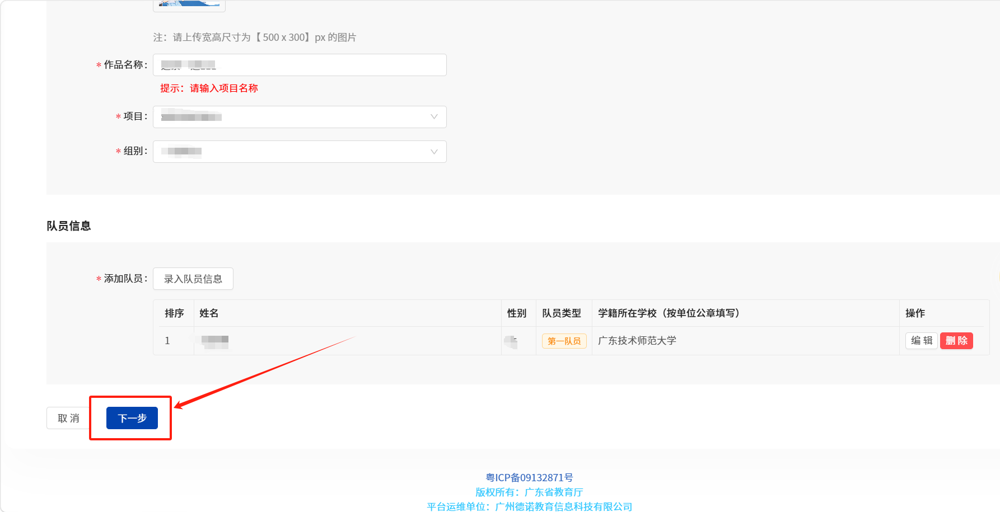 注：请上传宽高尺寸为【 500 x 300】px 的图片
* 作品名称：
提示：请输入项目名称
* 项目：
* 组别：
队员信息
* 添加队员： 录入队员信息
排序 姓名 性别 队员类型 学籍所在学校（按单位公章填写） 操作
1 第一队员 广东技术师范大学 编 辑 删 除
取 消 下一步
粤ICP备09132871号
版权所有：广东省教育厅
平台运维单位：广州德诺教育信息科技有限公司